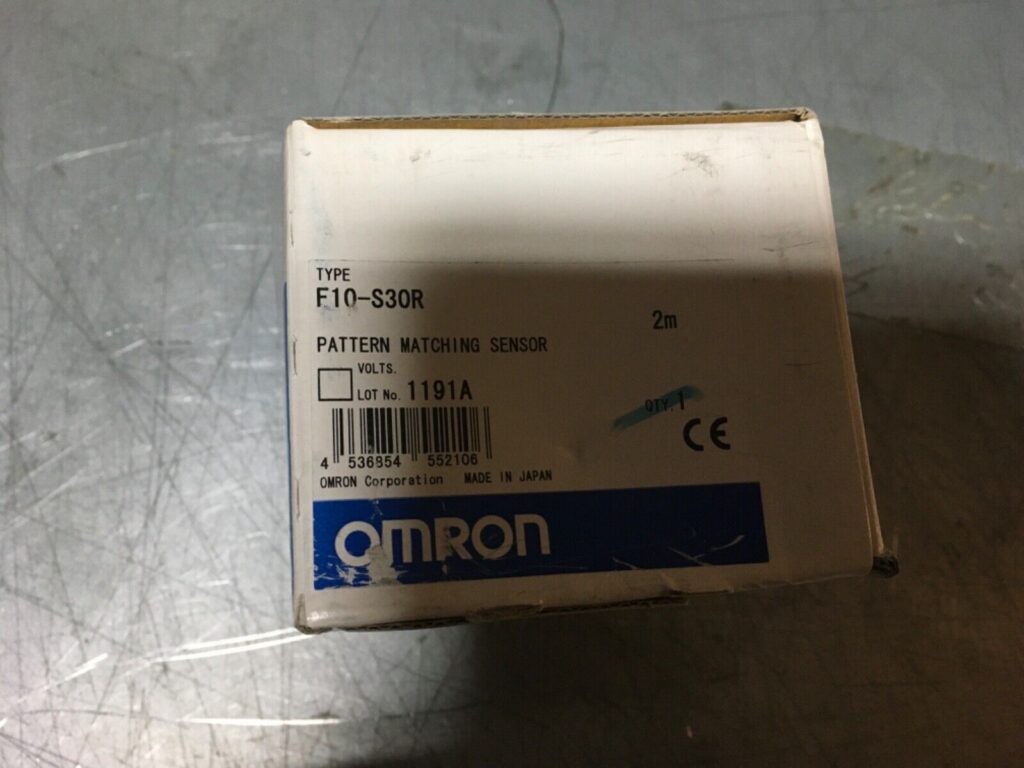 TYPE
F10-S30R
2m
PATTERN MATCHING SENSOR
VOLTS.
LOT No. 1191A
QTY. 1
CE
4 536854 552106
OMRON Corporation MADE IN JAPAN
OMRON